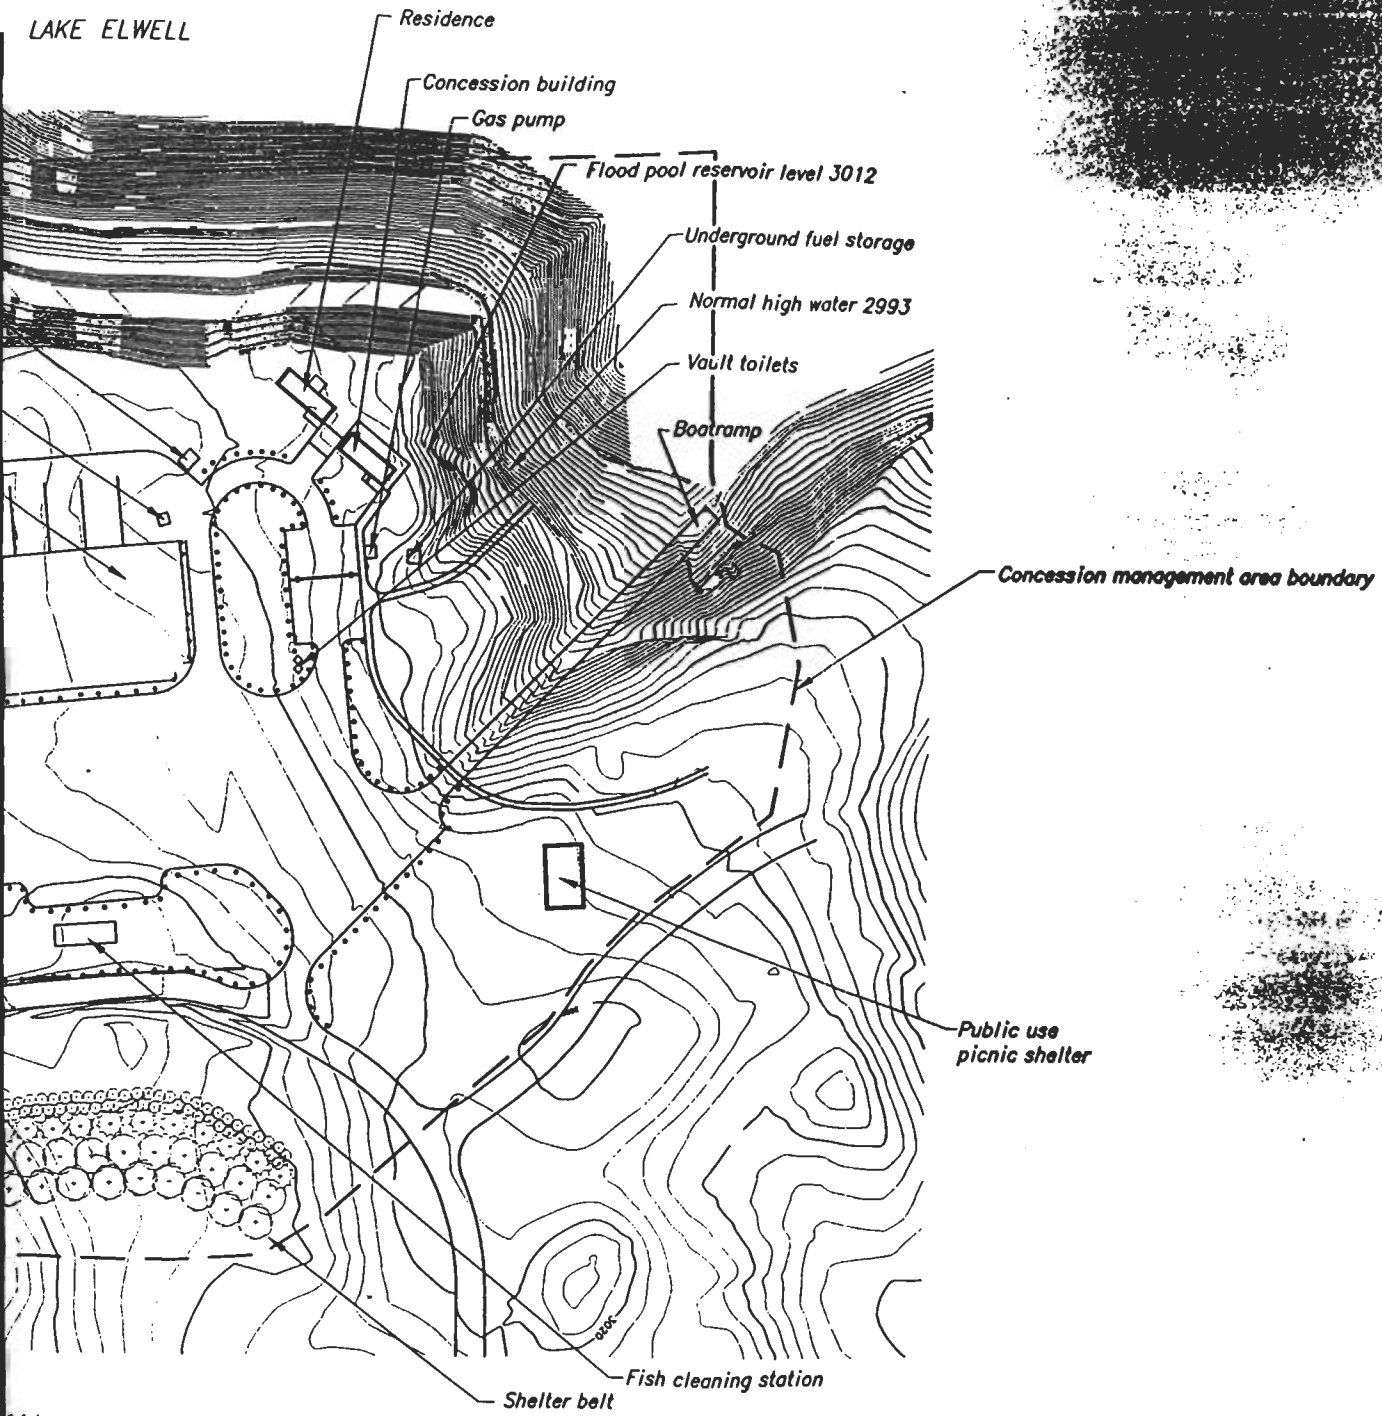 LAKE ELWELL
Residence
Concession building
Gas pump
Flood pool reservoir level 3012
Underground fuel storage
Normal high water 2993
Vault toilets
Boatramp
Concession management area boundary
Public use
picnic shelter
3020
Fish cleaning station
Shelter belt